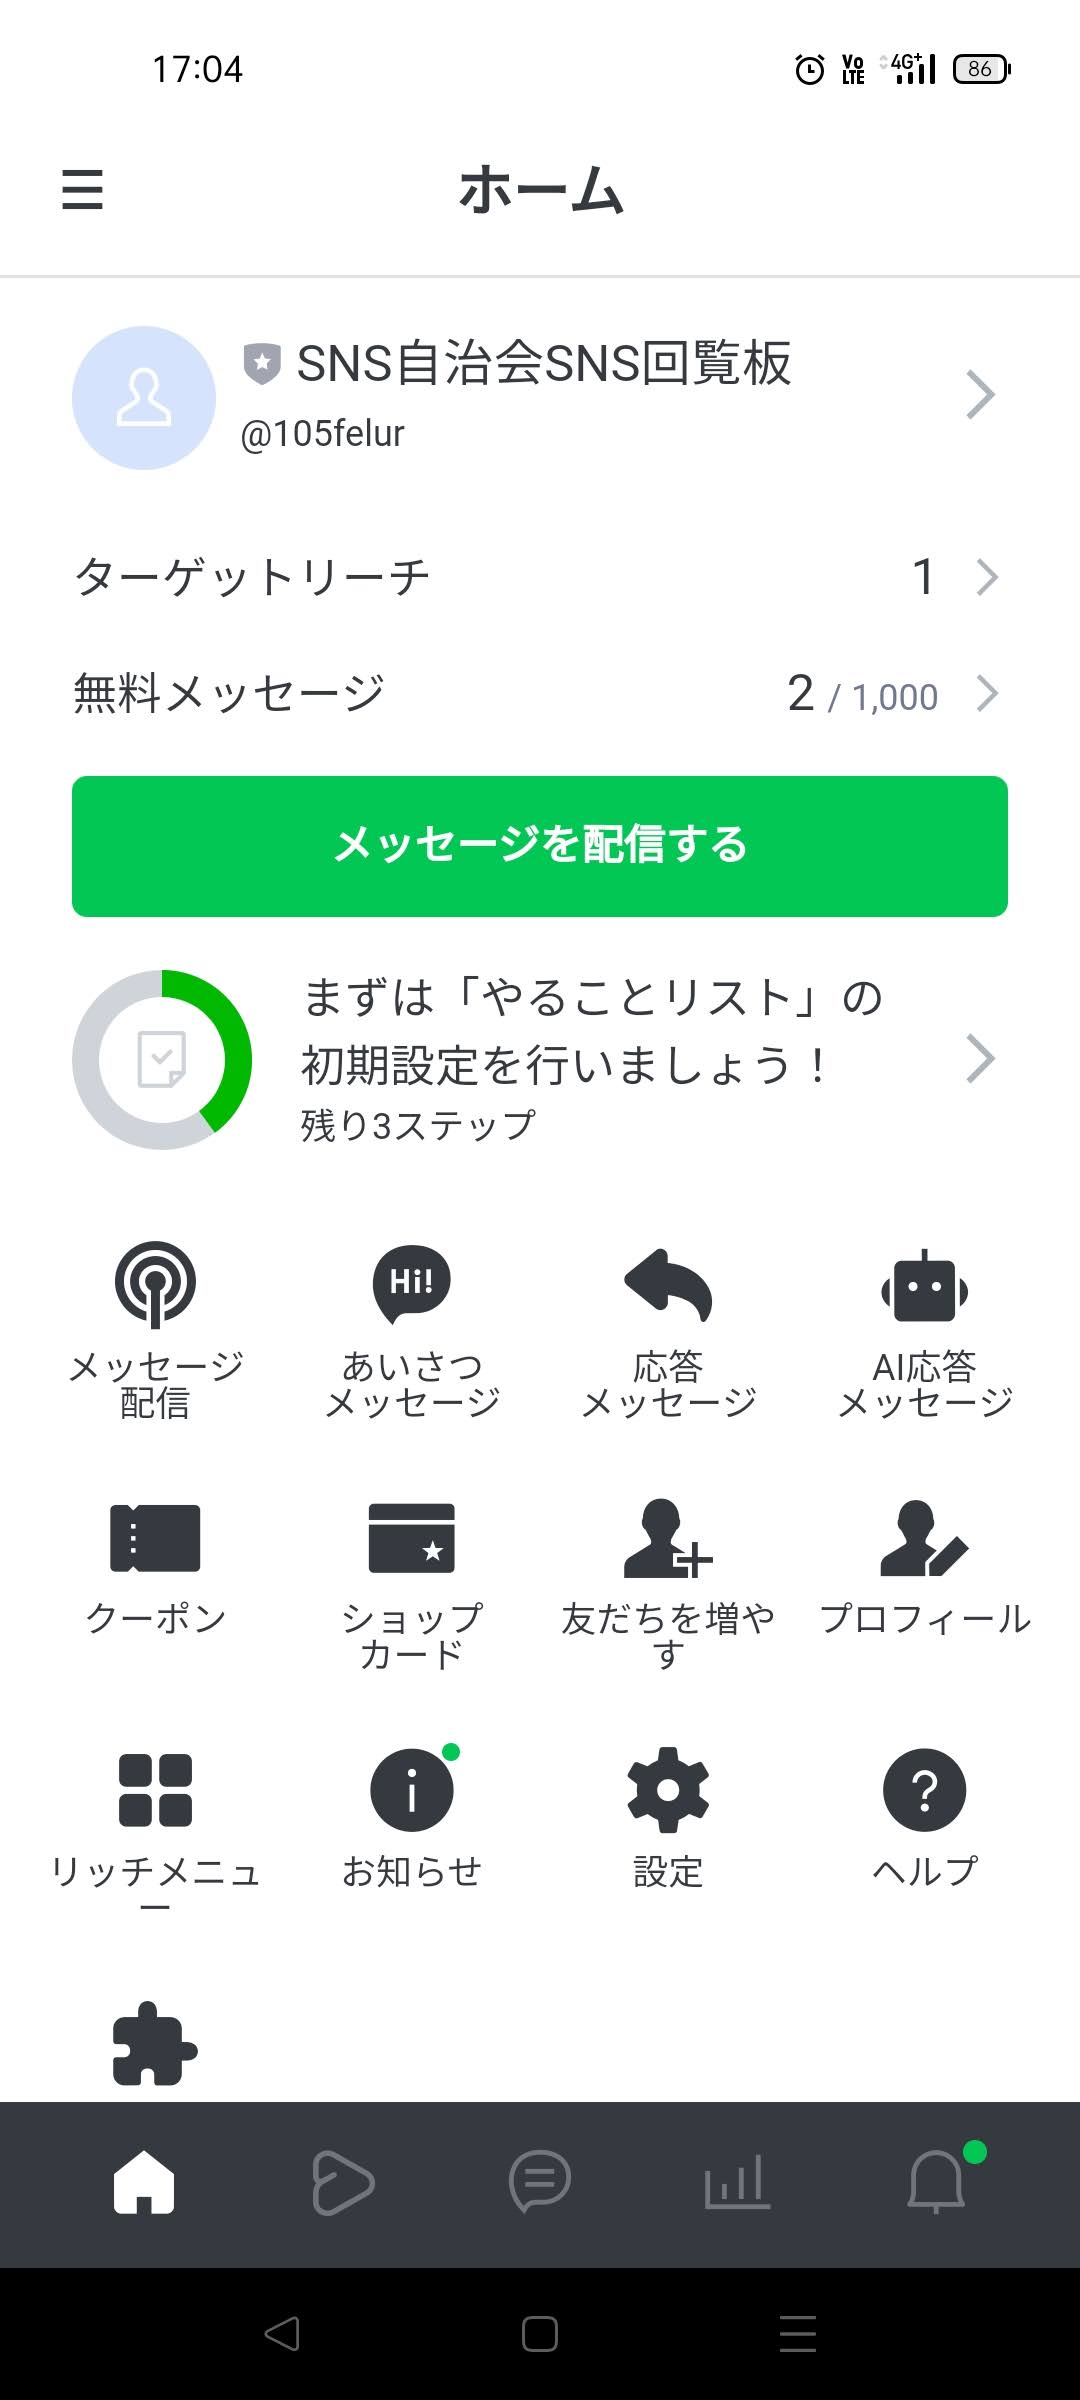 17:04
Vo LTE 4G+ 86
ホーム
SNS自治会SNS回覧板
@105felur
ターゲットリーチ 1
無料メッセージ 2 / 1,000
メッセージを配信する
まずは「やることリスト」の
初期設定を行いましょう！
残り3ステップ
Hi!
メッセージ
配信
あいさつ
メッセージ
応答
メッセージ
AI応答
メッセージ
クーポン
ショップ
カード
友だちを増や
す
プロフィール
リッチメニュ
ー
お知らせ
設定
ヘルプ